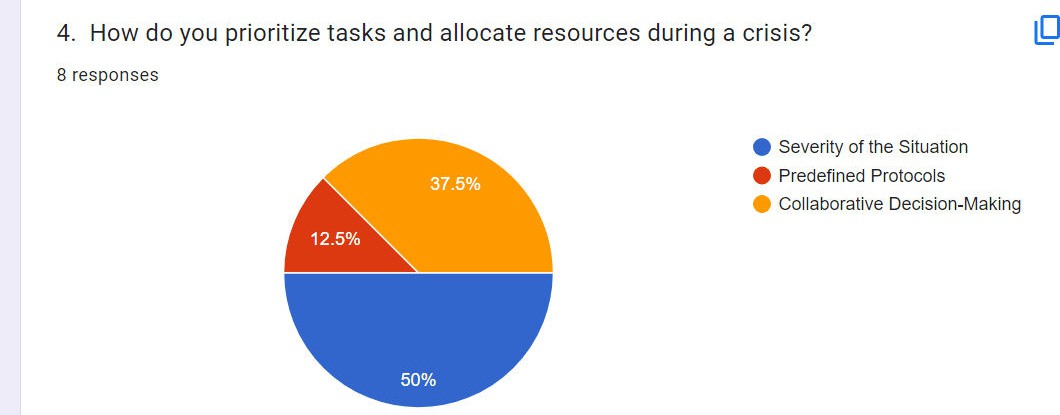 4. How do you prioritize tasks and allocate resources during a crisis?
8 responses
37.5%
12.5%
50%
Severity of the Situation
Predefined Protocols
Collaborative Decision-Making